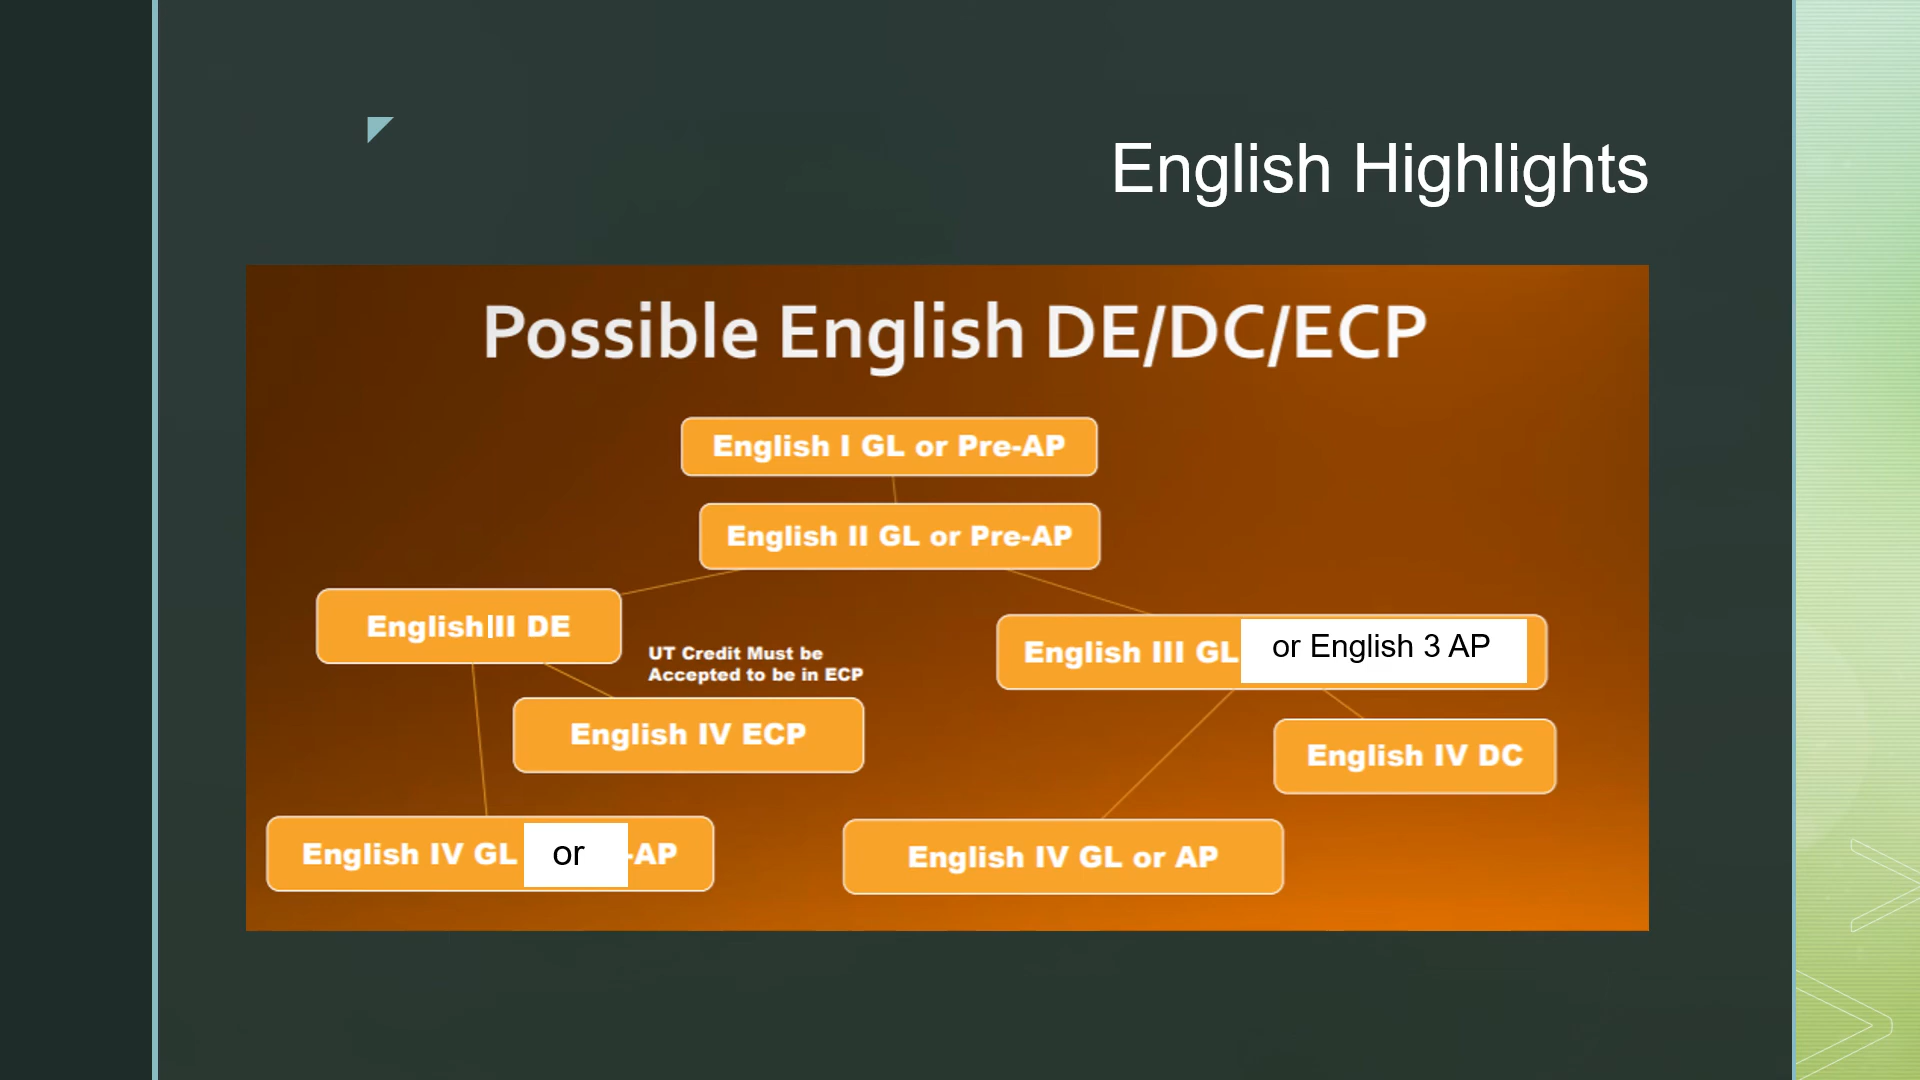 English Highlights
Possible English DE/DC/ECP
English I GL or Pre-AP
English II GL or Pre-AP
English III DE
UT Credit Must be
Accepted to be in ECP
English III GL or English 3 AP
English IV ECP
English IV DC
English IV GL or -AP
English IV GL or AP